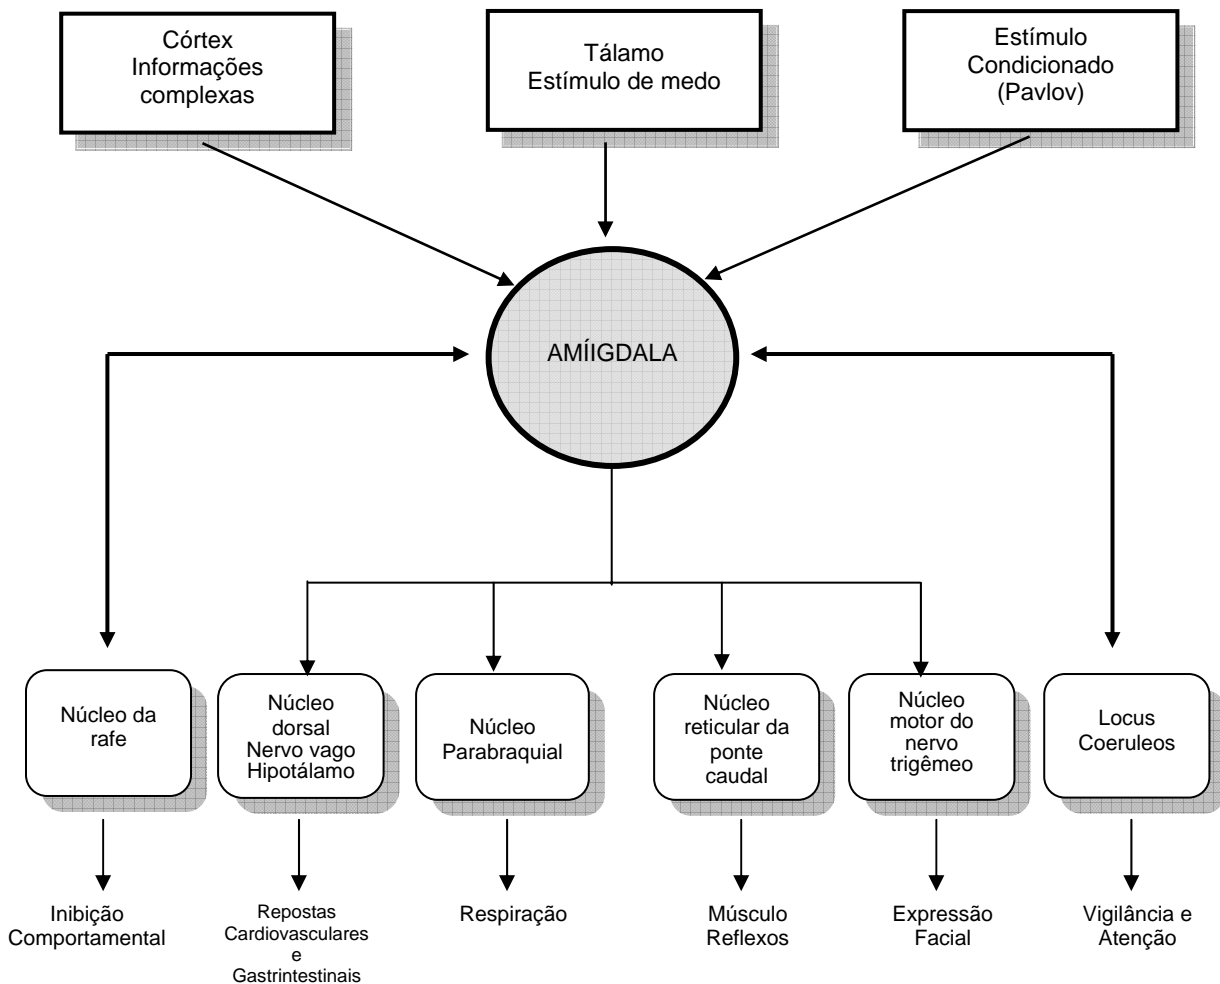 Córtex
Informações
complexas
Tálamo
Estímulo de medo
Estímulo
Condicionado
(Pavlov)
AMÍIGDALA
Núcleo da
rafe
Núcleo
dorsal
Nervo vago
Hipotálamo
Núcleo
Parabraquial
Núcleo
reticular da
ponte
caudal
Núcleo
motor do
nervo
trigêmeo
Locus
Coeruleos
Inibição
Comportamental
Repostas
Cardiovasculares
e
Gastrintestinais
Respiração
Músculo
Reflexos
Expressão
Facial
Vigilância e
Atenção